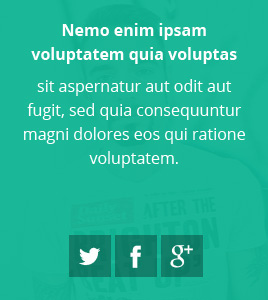 Nemo enim ipsam
voluptatem quia voluptas
sit aspernatur aut odit aut
fugit, sed quia consequuntur
magni dolores eos qui ratione
voluptatem.
AFTER THE